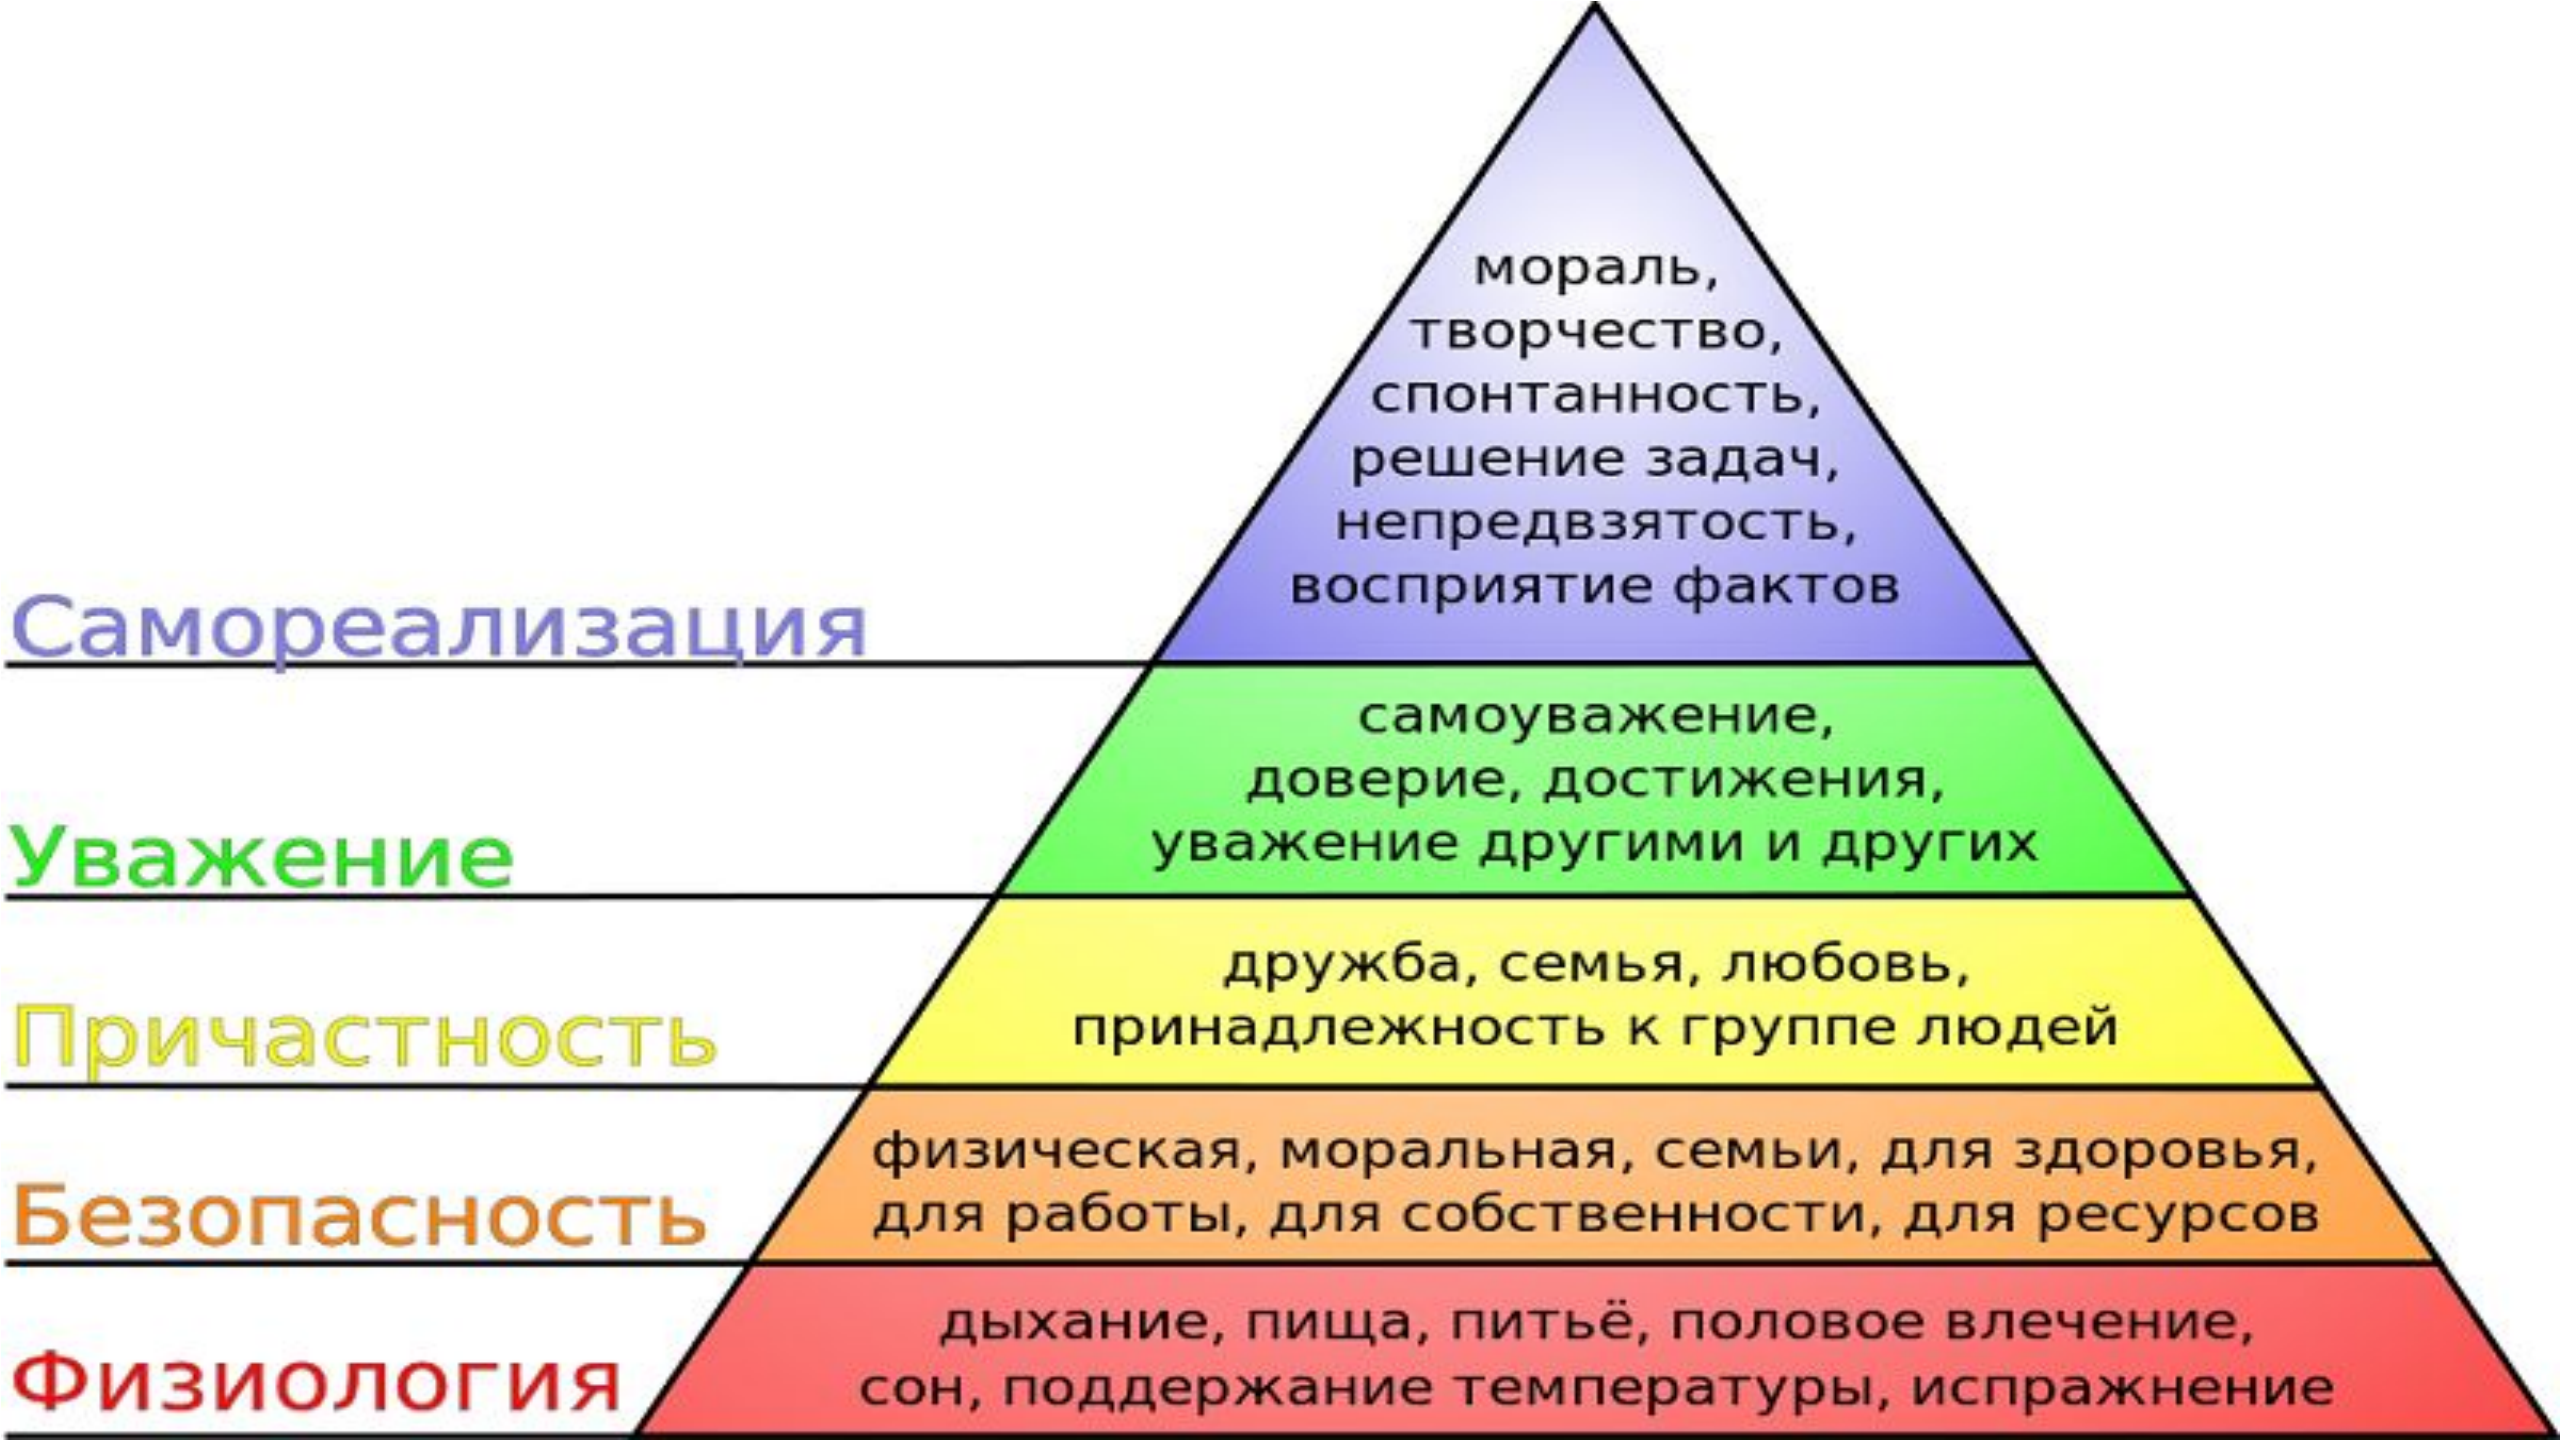 мораль,
творчество,
спонтанность,
решение задач,
непредвзятость,
восприятие фактов
Самореализация
самоуважение,
доверие, достижения,
уважение другими и других
Уважение
дружба, семья, любовь,
принадлежность к группе людей
Причастность
физическая, моральная, семьи, для здоровья,
для работы, для собственности, для ресурсов
Безопасность
дыхание, пища, питьё, половое влечение,
сон, поддержание температуры, испражнение
Физиология